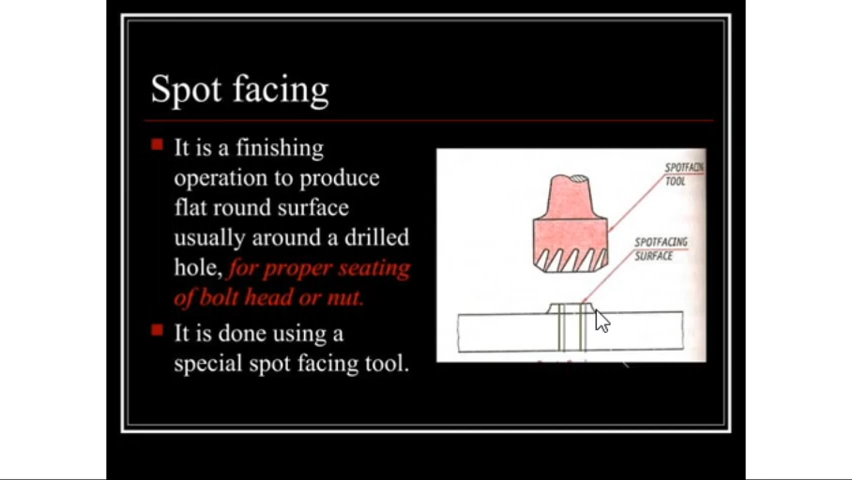 Spot facing
It is a finishing
operation to produce
flat round surface
usually around a drilled
hole, for proper seating
of bolt head or nut.
It is done using a
special spot facing tool.
SPOTFACIN
TOOL
SPOTFACING
SURFACE